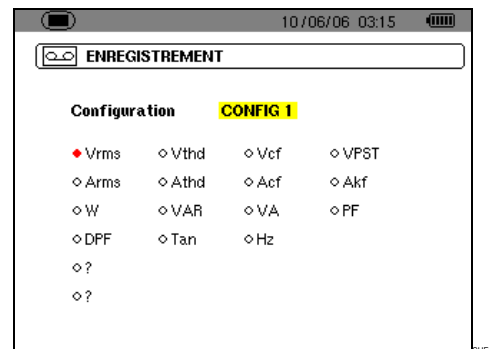 10/06/06 03:15
ENREGISTREMENT
Configuration CONFIG 1
Vrms Vthd Vcf VPST
Arms Athd Acf Akf
W VAR VA PF
DPF Tan Hz
?
?